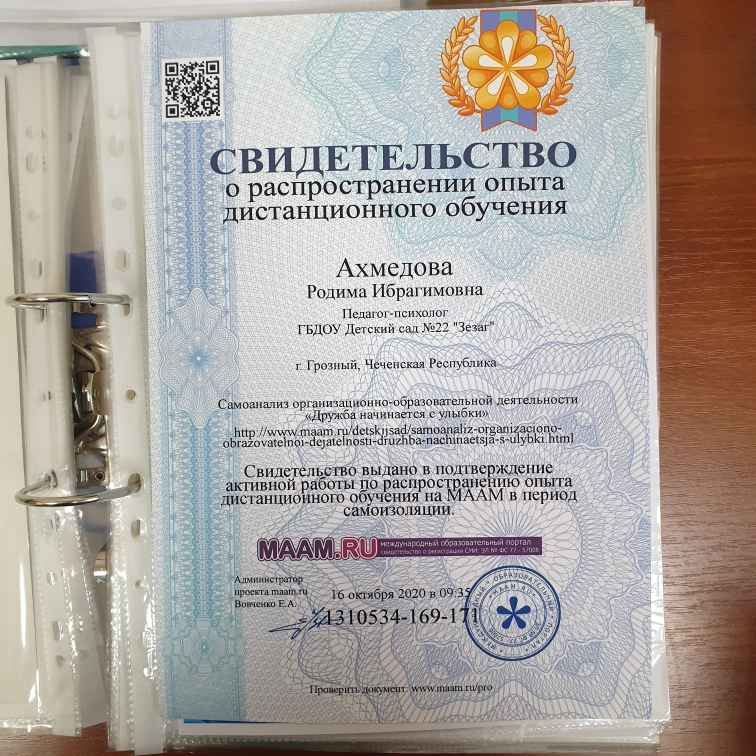 СВИДЕТЕЛЬСТВО
о распространении опыта
дистанционного обучения
Ахмедова
Родима Ибрагимовна
Педагог-психолог
ГБДОУ Детский сад №22 "Зезаг"
г. Грозный, Чеченская Республика
Самоанализ организационно-образовательной деятельности
«Дружба начинается с улыбки»
http://www.maam.ru/detskijsad/samoanaliz-organizaciono-
obrazovatelnoi-dejatelnosti-druzhba-nachinaetsja-s-ulybki.html
Свидетельство выдано в подтверждение
активной работы по распространению опыта
дистанционного обучения на МААМ в период
самоизоляции.
MAAM.RU
международный образовательный портал
свидетельство о регистрации СМИ: ЭЛ № ФС 77 - 57008
Администратор
проекта maam.ru
Вовченко Е.А.
16 октября 2020 в 09:35
1310534-169-171
Проверить документ: www.maam.ru/pro